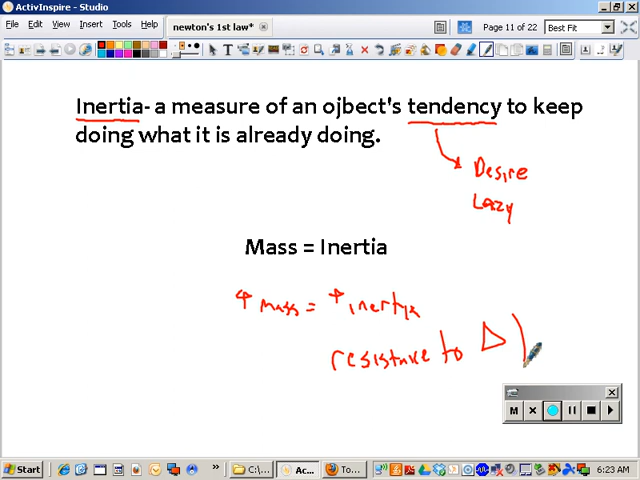 ActivInspire - Studio
File Edit View Insert Tools Help
newton's 1st law*
Page 11 of 22
Best Fit
Inertia- a measure of an ojbect's tendency to keep
doing what it is already doing.
Desire
Lazy
Mass = Inertia
↑ mass = ↑ inertia
resistance to Δ )
M
Start
»
C:\...
Ac...
To...
6:23 AM